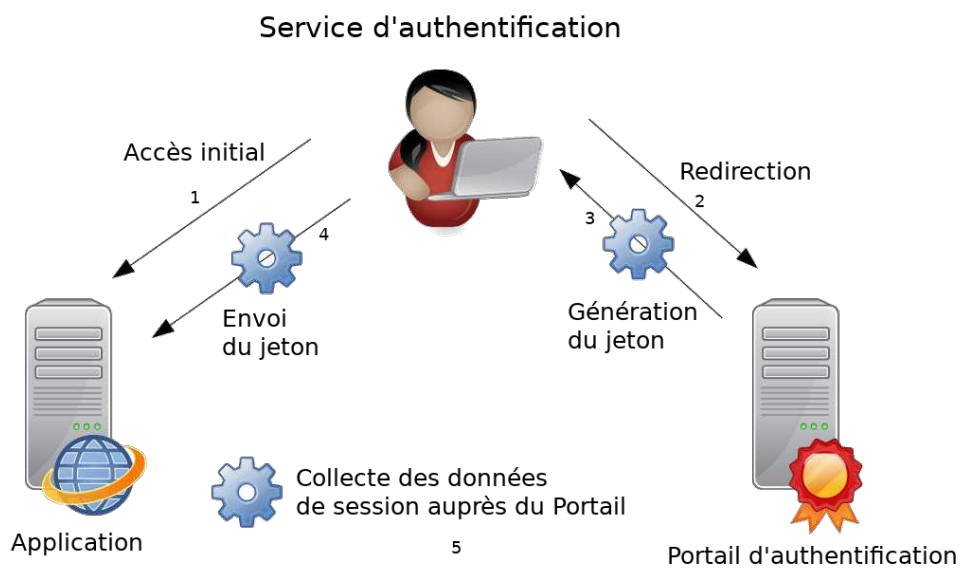 Service d'authentification
Accès initial
1
Redirection
2
3
4
Envoi
du jeton
Génération
du jeton
Collecte des données
de session auprès du Portail
Application
5
Portail d'authentification